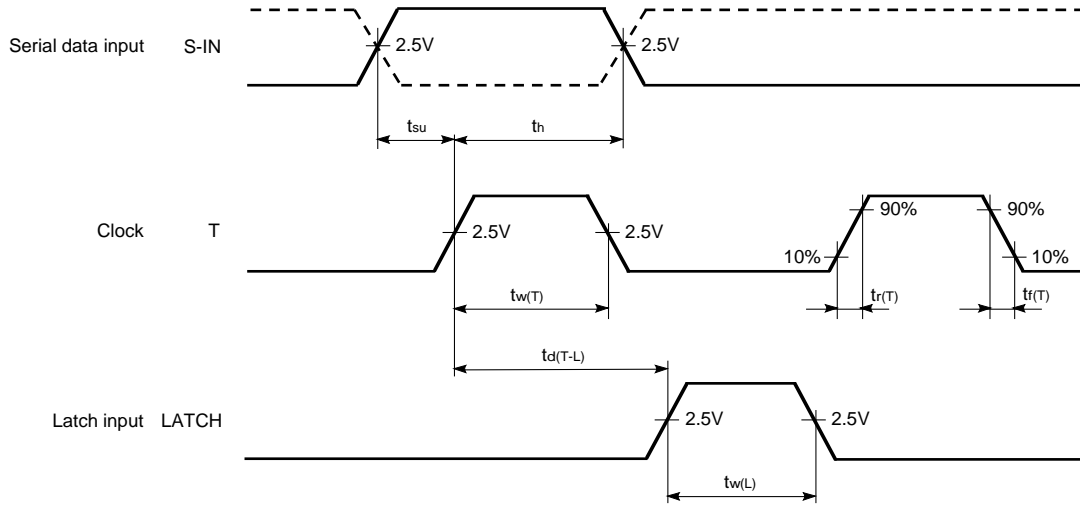 Serial data input S-IN 2.5V 2.5V
tsu th
Clock T 2.5V 2.5V 90% 90%
10% 10%
tw(T) tr(T) tf(T)
td(T-L)
Latch input LATCH 2.5V 2.5V
tw(L)